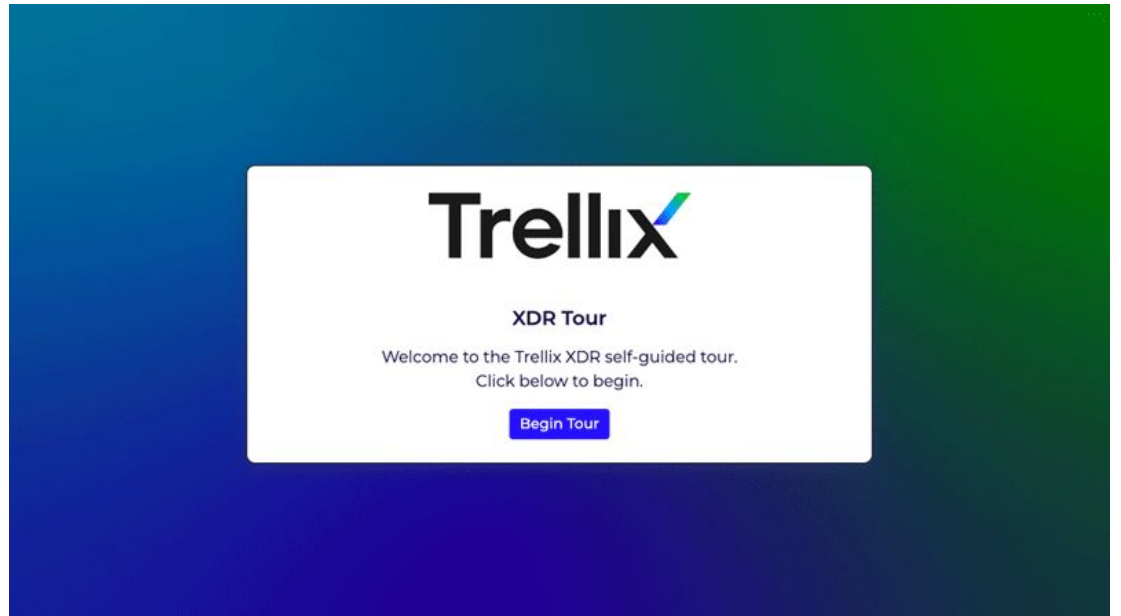 Trellix
XDR Tour
Welcome to the Trellix XDR self-guided tour.
Click below to begin.
Begin Tour